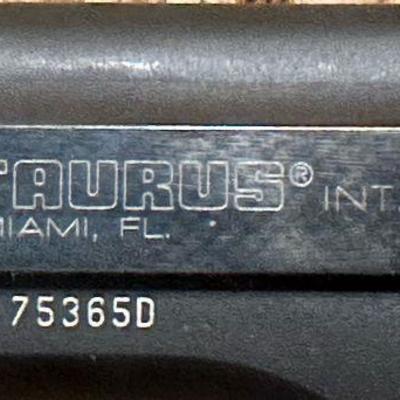 TAURUS® INT.
MIAMI, FL.
75365D